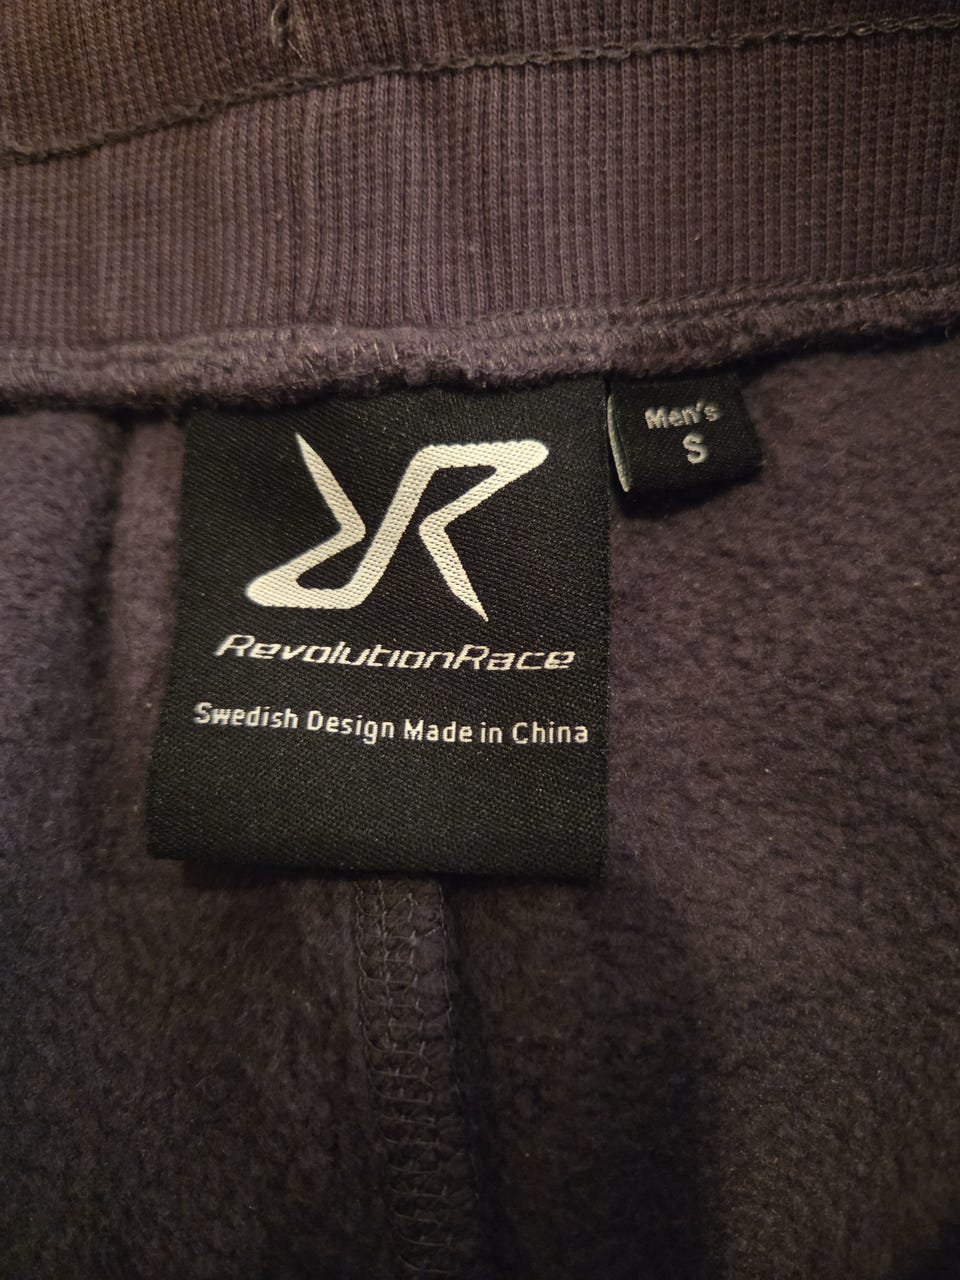 Men's
S
RevolutionRace
Swedish Design Made in China